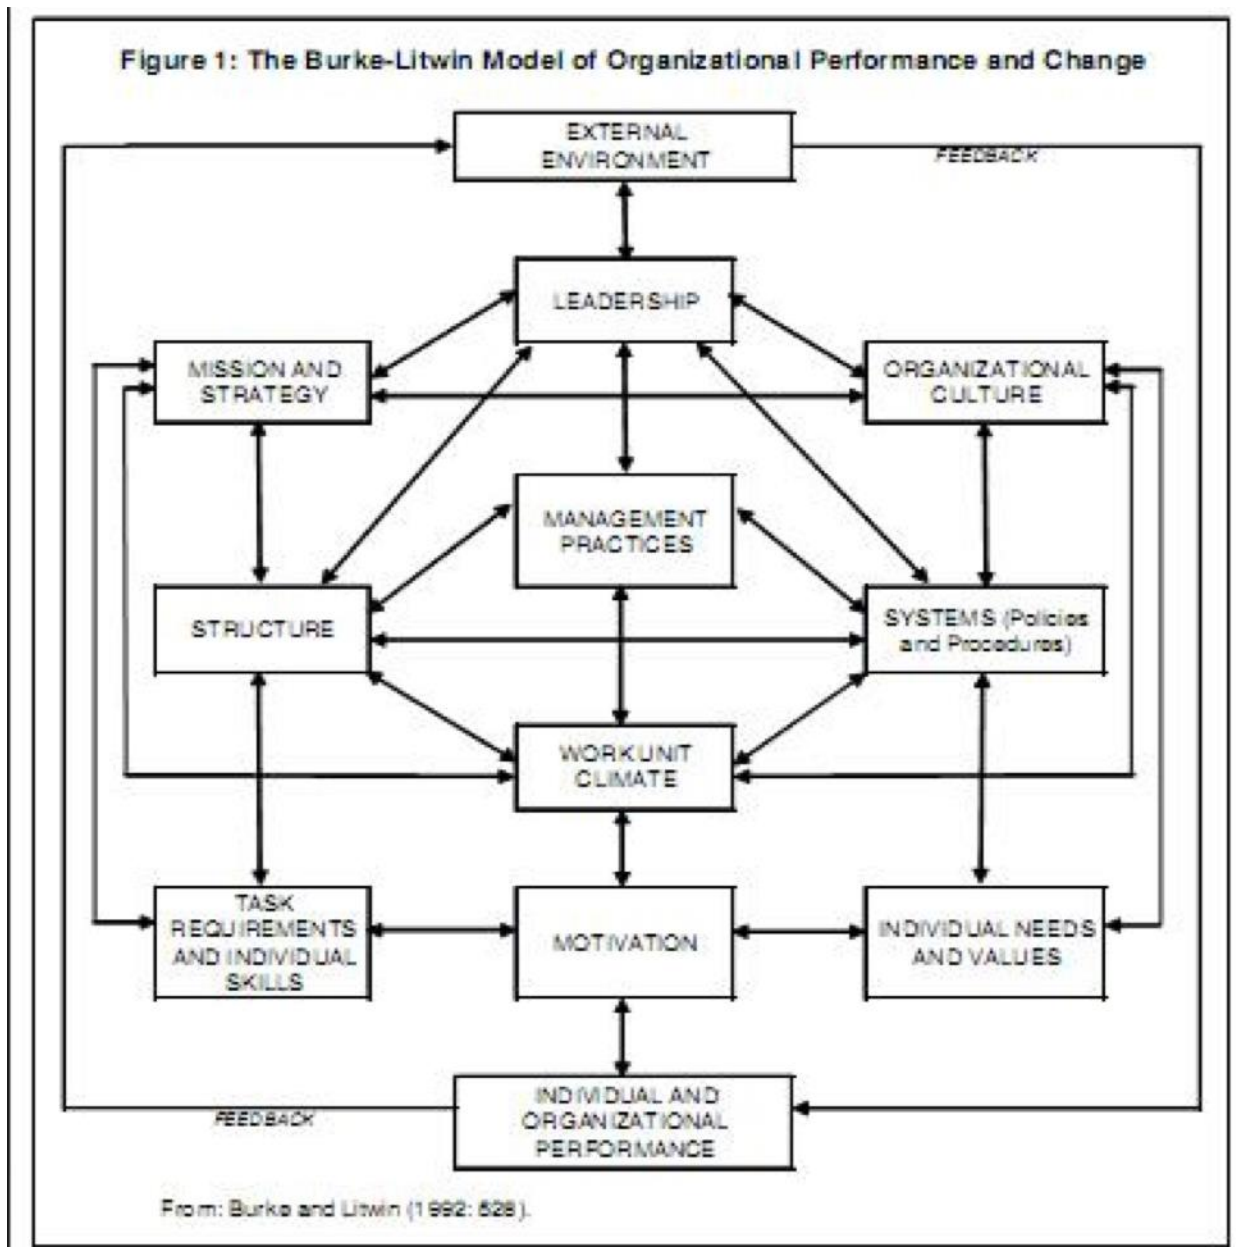 Figure 1: The Burke-Litwin Model of Organizational Performance and Change
EXTERNAL
ENVIRONMENT
FEEDBACK
LEADERSHIP
MISSION AND
STRATEGY
ORGANIZATIONAL
CULTURE
MANAGEMENT
PRACTICES
STRUCTURE
SYSTEMS (Policies
and Procedures)
WORK UNIT
CLIMATE
TASK
REQUIREMENTS
AND INDIVIDUAL
SKILLS
MOTIVATION
INDIVIDUAL NEEDS
AND VALUES
INDIVIDUAL AND
ORGANIZATIONAL
PERFORMANCE
FEEDBACK
From: Burke and Litwin (1992: 528).